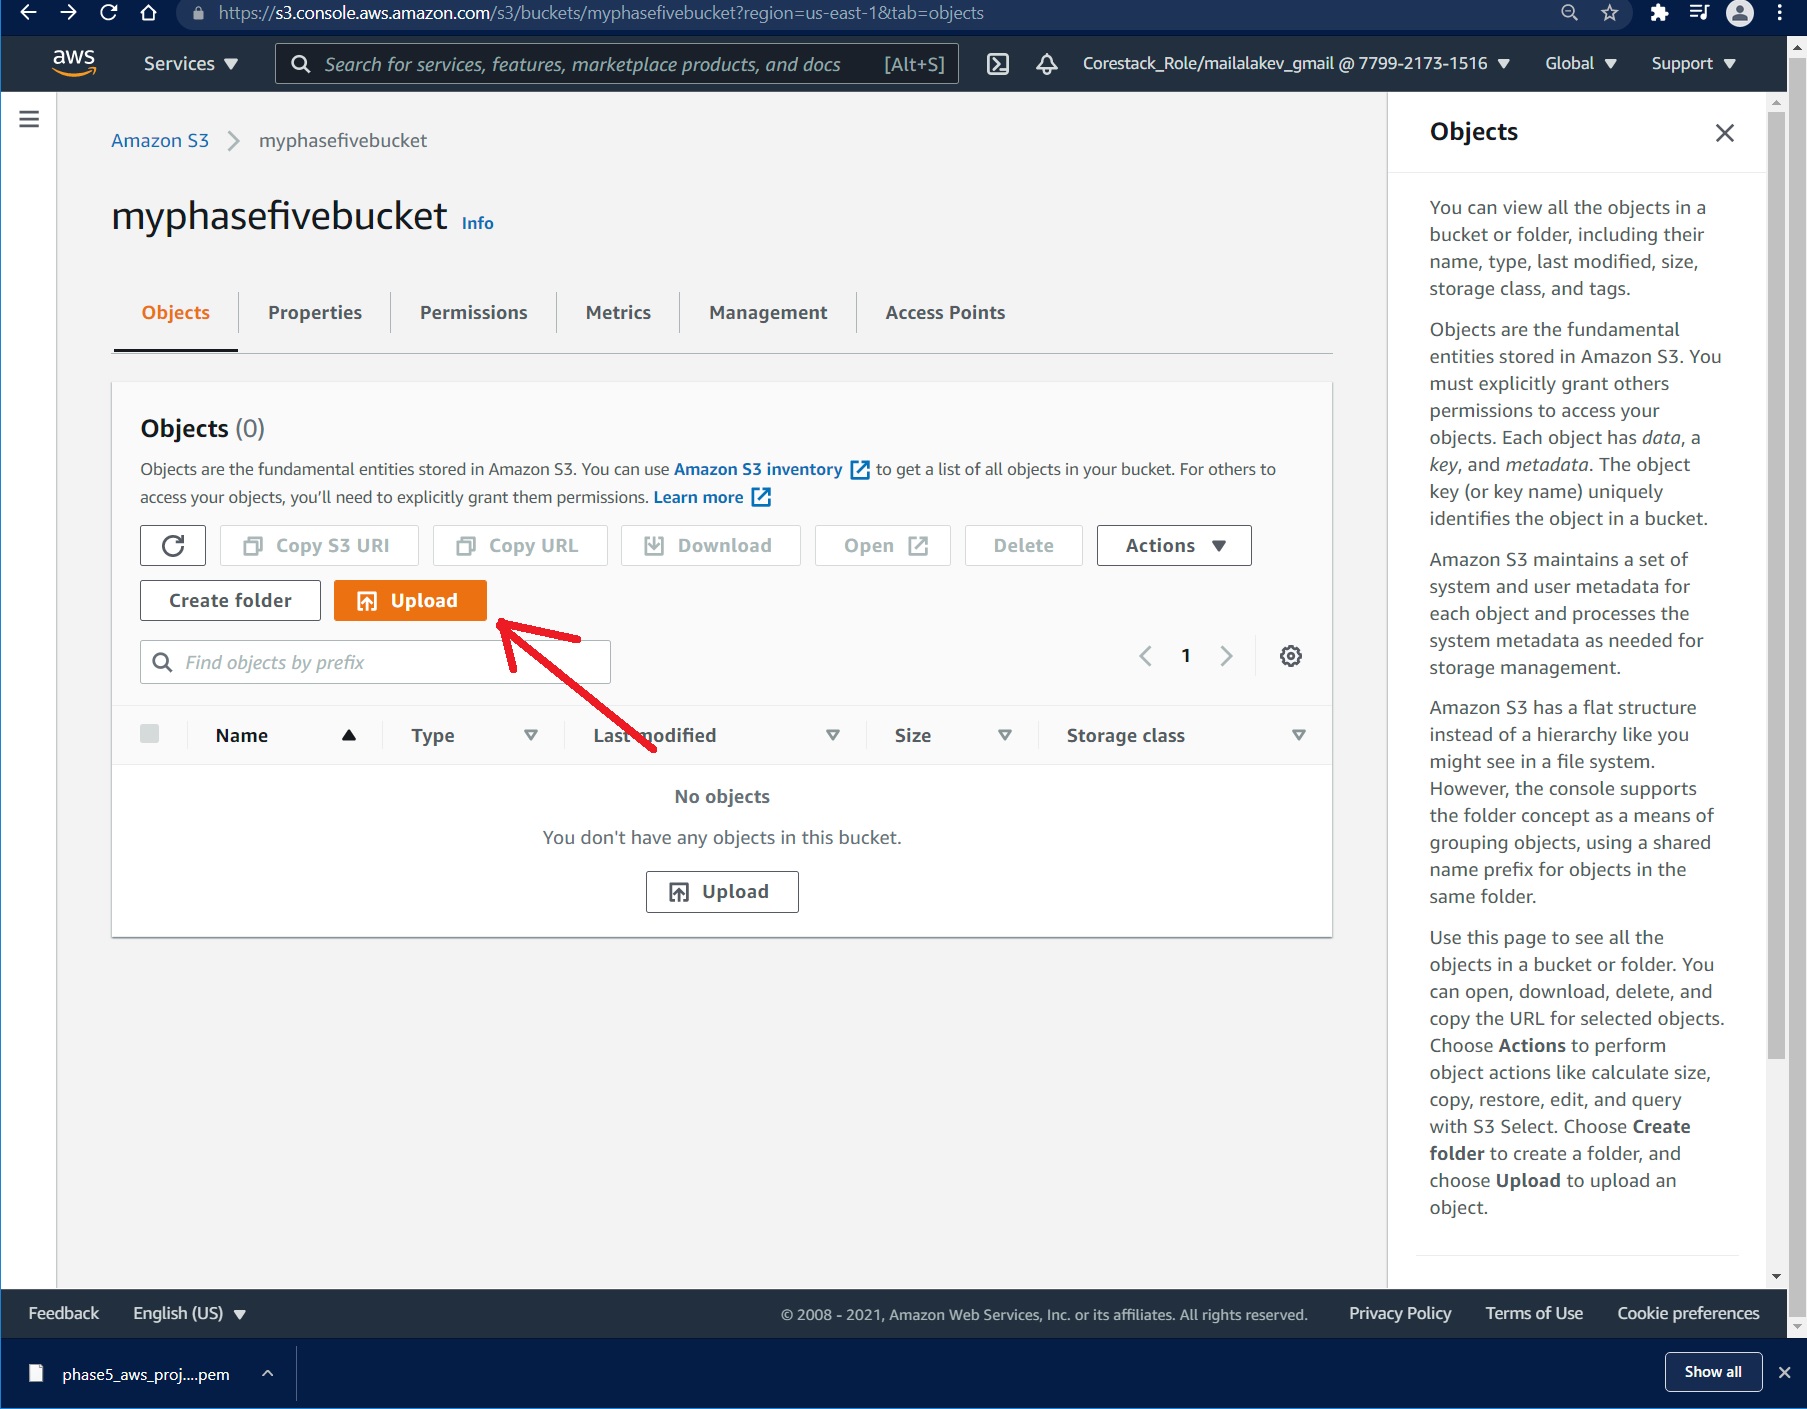 https://s3.console.aws.amazon.com/s3/buckets/myphasefivebucket?region=us-east-1&tab=objects
aws
Services
Search for services, features, marketplace products, and docs [Alt+S]
Corestack_Role/mailalakev_gmail @ 7799-2173-1516
Global
Support
Amazon S3
myphasefivebucket
myphasefivebucket Info
Objects
Properties
Permissions
Metrics
Management
Access Points
Objects (0)
Objects are the fundamental entities stored in Amazon S3. You can use Amazon S3 inventory to get a list of all objects in your bucket. For others to
access your objects, you'll need to explicitly grant them permissions. Learn more
Copy S3 URI
Copy URL
Download
Open
Delete
Actions
Create folder
Upload
Find objects by prefix
1
Name
Type
Last modified
Size
Storage class
No objects
You don't have any objects in this bucket.
Upload
Objects
You can view all the objects in a
bucket or folder, including their
name, type, last modified, size,
storage class, and tags.
Objects are the fundamental
entities stored in Amazon S3. You
must explicitly grant others
permissions to access your
objects. Each object has data, a
key, and metadata. The object
key (or key name) uniquely
identifies the object in a bucket.
Amazon S3 maintains a set of
system and user metadata for
each object and processes the
system metadata as needed for
storage management.
Amazon S3 has a flat structure
instead of a hierarchy like you
might see in a file system.
However, the console supports
the folder concept as a means of
grouping objects, using a shared
name prefix for objects in the
same folder.
Use this page to see all the
objects in a bucket or folder. You
can open, download, delete, and
copy the URL for selected objects.
Choose Actions to perform
object actions like calculate size,
copy, restore, edit, and query
with S3 Select. Choose Create
folder to create a folder, and
choose Upload to upload an
object.
Feedback
English (US)
© 2008 - 2021, Amazon Web Services, Inc. or its affiliates. All rights reserved.
Privacy Policy
Terms of Use
Cookie preferences
phase5_aws_proj....pem
Show all